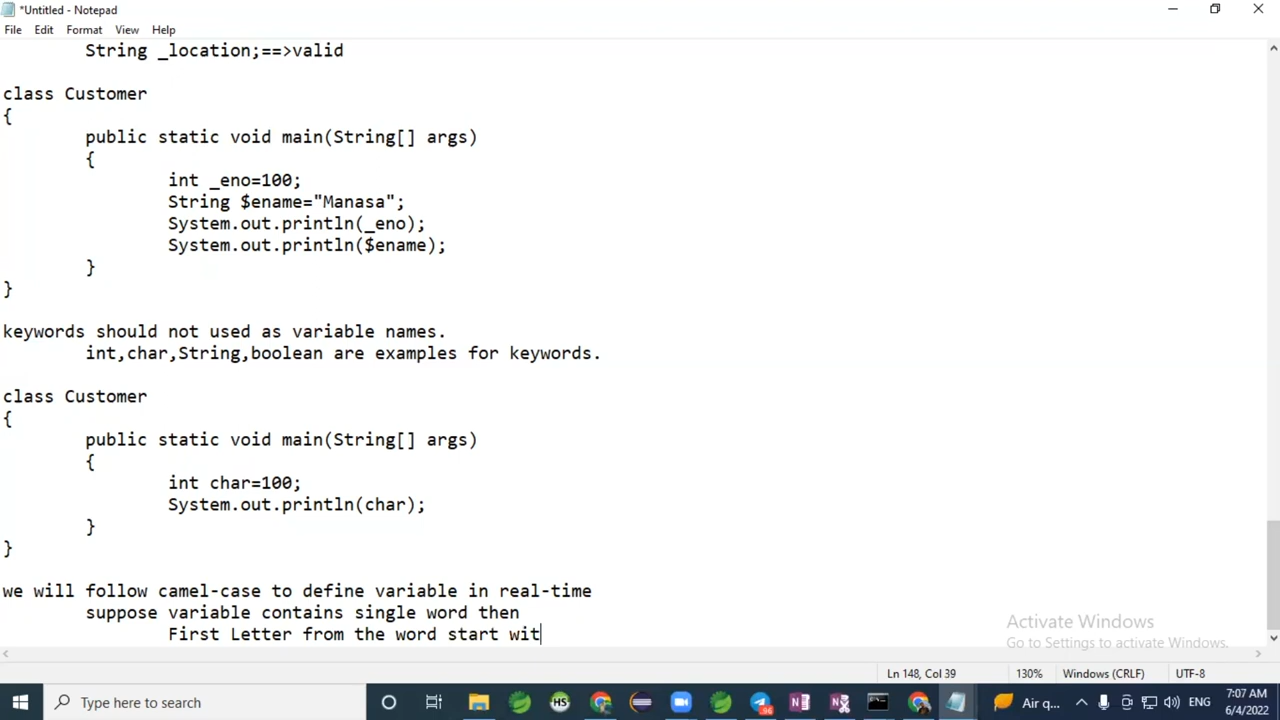 *Untitled - Notepad
File Edit Format View Help
String _location;==>valid
class Customer
{
public static void main(String[] args)
{
int _eno=100;
String $ename="Manasa";
System.out.println(_eno);
System.out.println($ename);
}
}
keywords should not used as variable names.
int,char,String,boolean are examples for keywords.
class Customer
{
public static void main(String[] args)
{
int char=100;
System.out.println(char);
}
}
we will follow camel-case to define variable in real-time
suppose variable contains single word then
First Letter from the word start wit
Activate Windows
Go to Settings to activate Windows.
Ln 148, Col 39 130% Windows (CRLF) UTF-8
Type here to search
HS
96
Air q...
ENG
7:07 AM
6/4/2022